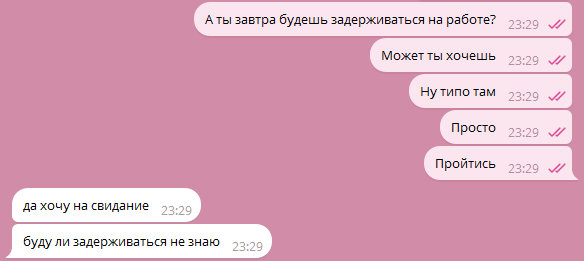 А ты завтра будешь задерживаться на работе? 23:29
Может ты хочешь 23:29
Ну типо там 23:29
Просто 23:29
Пройтись 23:29
да хочу на свидание 23:29
буду ли задерживаться не знаю 23:29